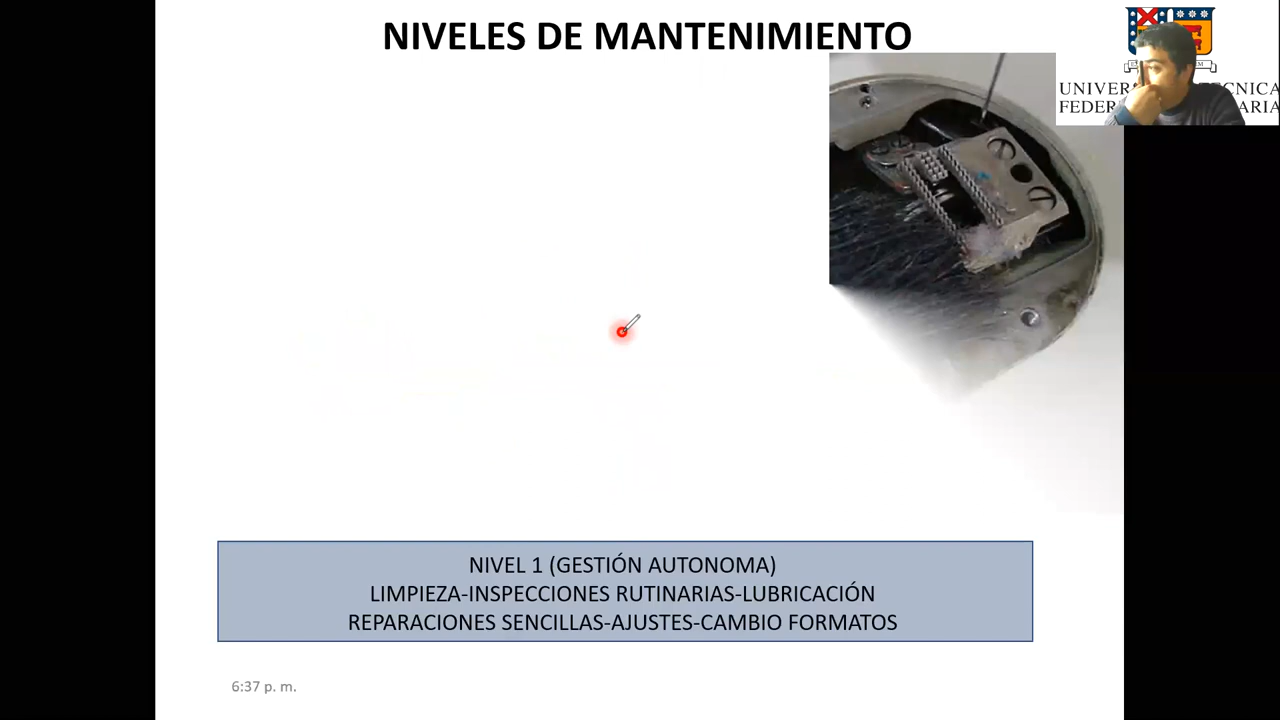 NIVELES DE MANTENIMIENTO
NIVEL 1 (GESTIÓN AUTONOMA)
LIMPIEZA-INSPECCIONES RUTINARIAS-LUBRICACIÓN
REPARACIONES SENCILLAS-AJUSTES-CAMBIO FORMATOS
6:37 p. m.